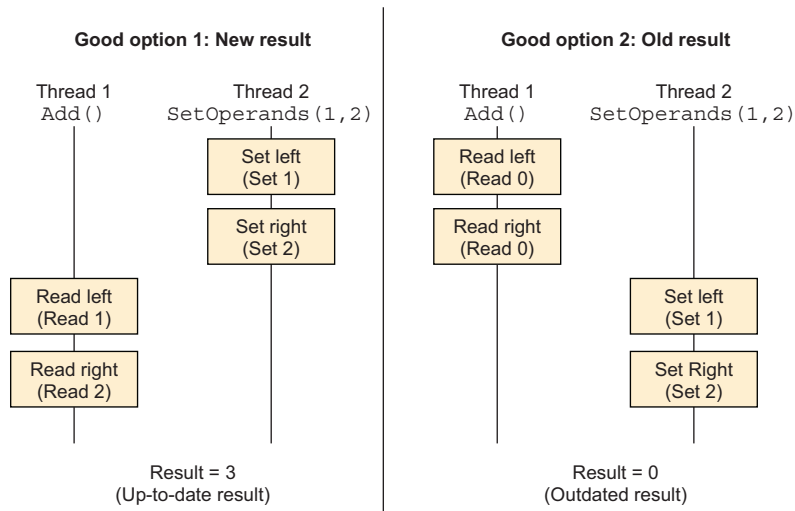 Good option 1: New result
Thread 1
Add()
Thread 2
SetOperands(1,2)
Set left
(Set 1)
Set right
(Set 2)
Read left
(Read 1)
Read right
(Read 2)
Result = 3
(Up-to-date result)
Good option 2: Old result
Thread 1
Add()
Thread 2
SetOperands(1,2)
Read left
(Read 0)
Read right
(Read 0)
Set left
(Set 1)
Set Right
(Set 2)
Result = 0
(Outdated result)